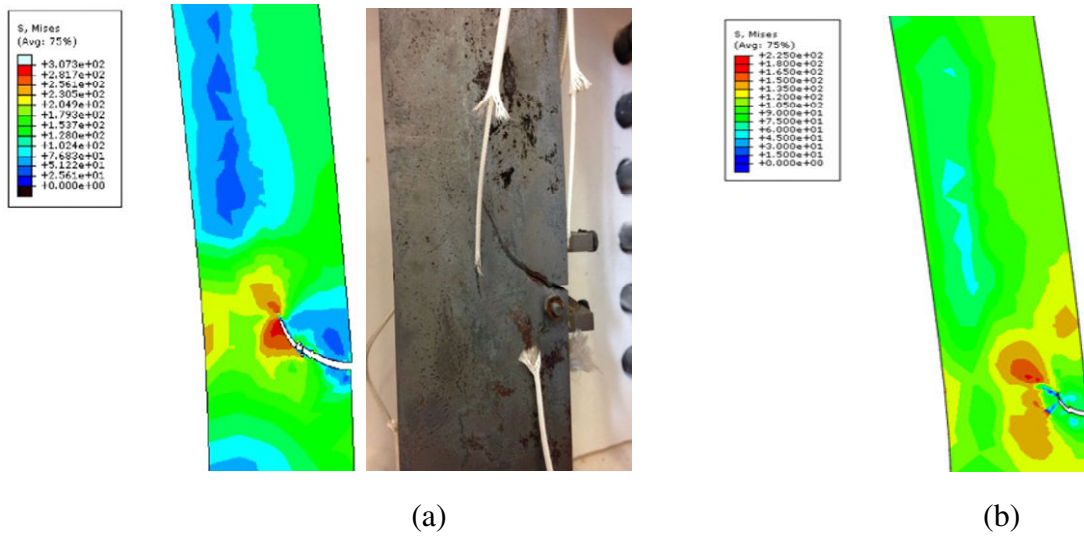 S, Mises
(Avg: 75%)
+3.073e+02
+2.817e+02
+2.561e+02
+2.305e+02
+2.049e+02
+1.793e+02
+1.537e+02
+1.280e+02
+1.024e+02
+7.683e+01
+5.122e+01
+2.561e+01
+0.000e+00
S, Mises
(Avg: 75%)
+2.250e+02
+1.800e+02
+1.650e+02
+1.500e+02
+1.350e+02
+1.200e+02
+1.050e+02
+9.000e+01
+7.500e+01
+6.000e+01
+4.500e+01
+3.000e+01
+1.500e+01
+0.000e+00
(a)
(b)